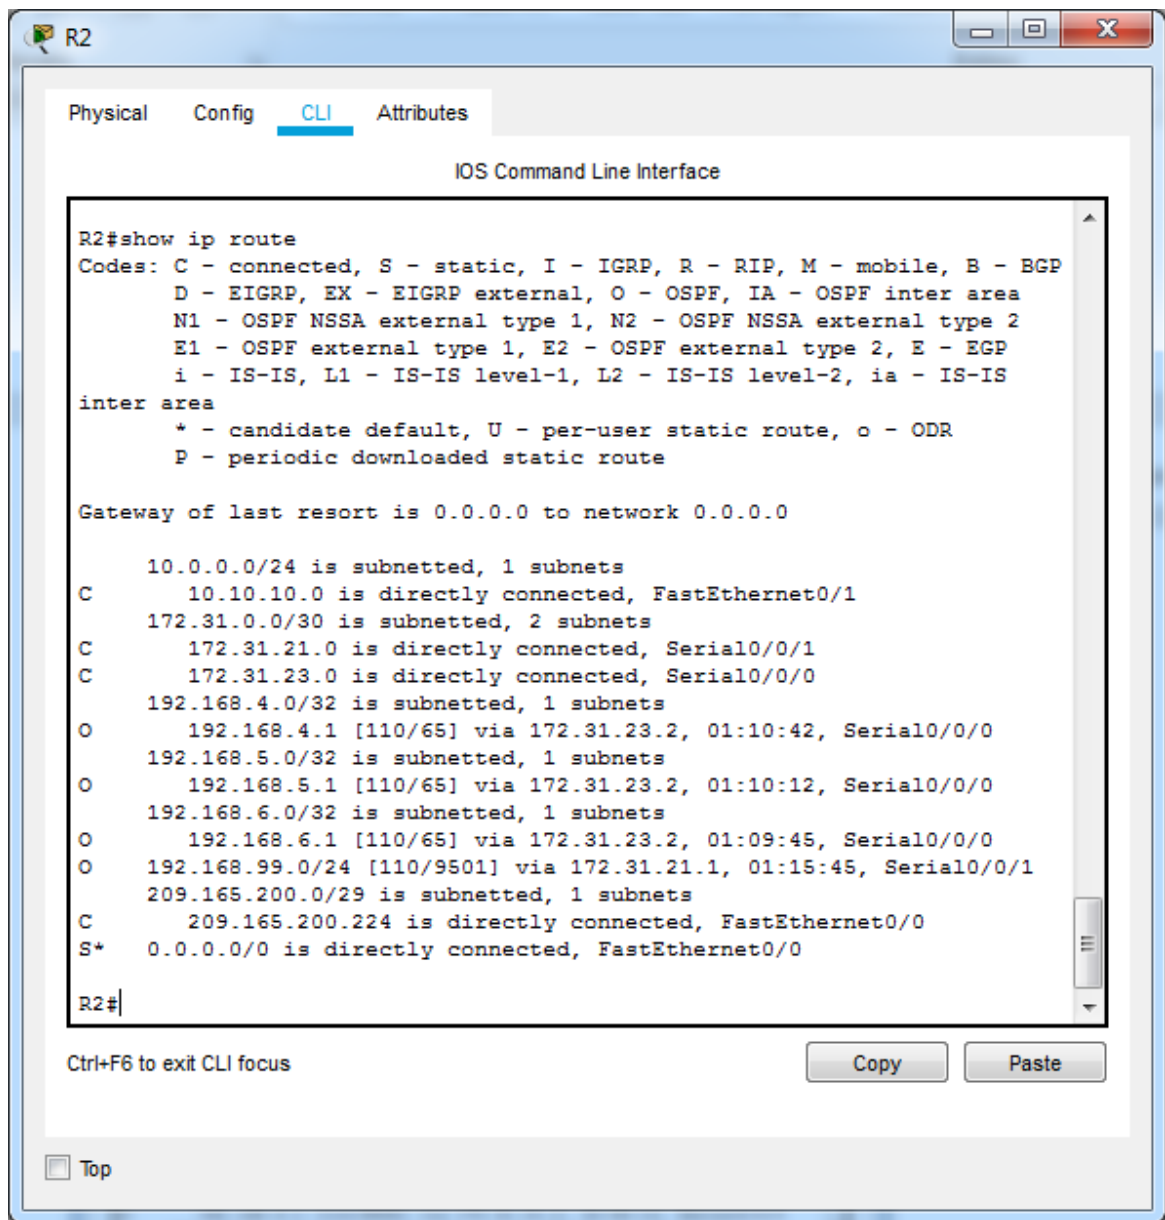 R2
Physical Config CLI Attributes
IOS Command Line Interface
R2#show ip route
Codes: C - connected, S - static, I - IGRP, R - RIP, M - mobile, B - BGP
D - EIGRP, EX - EIGRP external, O - OSPF, IA - OSPF inter area
N1 - OSPF NSSA external type 1, N2 - OSPF NSSA external type 2
E1 - OSPF external type 1, E2 - OSPF external type 2, E - EGP
i - IS-IS, L1 - IS-IS level-1, L2 - IS-IS level-2, ia - IS-IS
inter area
* - candidate default, U - per-user static route, o - ODR
P - periodic downloaded static route
Gateway of last resort is 0.0.0.0 to network 0.0.0.0
10.0.0.0/24 is subnetted, 1 subnets
C 10.10.10.0 is directly connected, FastEthernet0/1
172.31.0.0/30 is subnetted, 2 subnets
C 172.31.21.0 is directly connected, Serial0/0/1
C 172.31.23.0 is directly connected, Serial0/0/0
192.168.4.0/32 is subnetted, 1 subnets
O 192.168.4.1 [110/65] via 172.31.23.2, 01:10:42, Serial0/0/0
192.168.5.0/32 is subnetted, 1 subnets
O 192.168.5.1 [110/65] via 172.31.23.2, 01:10:12, Serial0/0/0
192.168.6.0/32 is subnetted, 1 subnets
O 192.168.6.1 [110/65] via 172.31.23.2, 01:09:45, Serial0/0/0
O 192.168.99.0/24 [110/9501] via 172.31.21.1, 01:15:45, Serial0/0/1
209.165.200.0/29 is subnetted, 1 subnets
C 209.165.200.224 is directly connected, FastEthernet0/0
S* 0.0.0.0/0 is directly connected, FastEthernet0/0
R2#
Ctrl+F6 to exit CLI focus
Copy Paste
Top